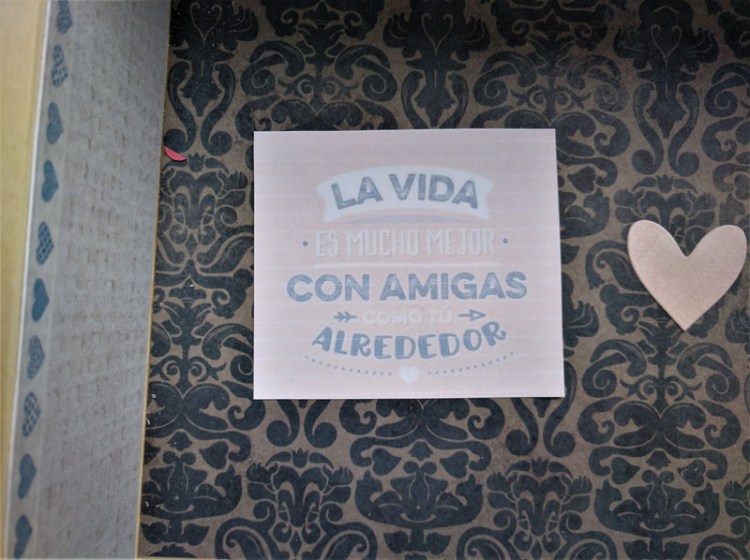 LA VIDA
• ES MUCHO MEJOR •
CON AMIGAS
COMO TÚ
ALREDEDOR